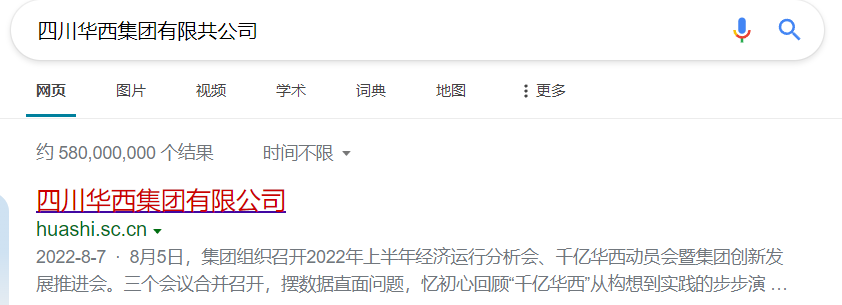 四川华西集团有限共公司
网页 图片 视频 学术 词典 地图 更多
约 580,000,000 个结果 时间不限
四川华西集团有限公司
huashi.sc.cn
2022-8-7 · 8月5日，集团组织召开2022年上半年经济运行分析会、千亿华西动员会暨集团创新发
展推进会。三个会议合并召开，摆数据直面问题，忆初心回顾“千亿华西”从构想到实践的步步演 …